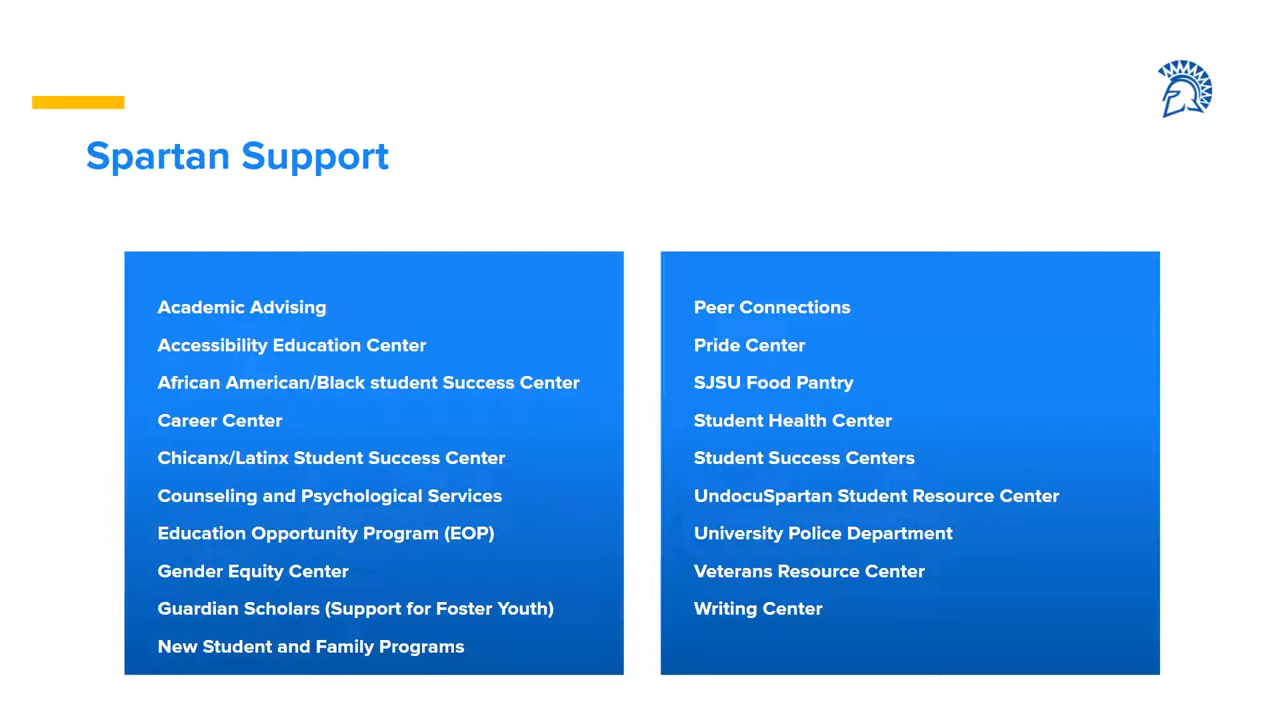 Spartan Support
Academic Advising
Accessibility Education Center
African American/Black student Success Center
Career Center
Chicanx/Latinx Student Success Center
Counseling and Psychological Services
Education Opportunity Program (EOP)
Gender Equity Center
Guardian Scholars (Support for Foster Youth)
New Student and Family Programs
Peer Connections
Pride Center
SJSU Food Pantry
Student Health Center
Student Success Centers
UndocuSpartan Student Resource Center
University Police Department
Veterans Resource Center
Writing Center